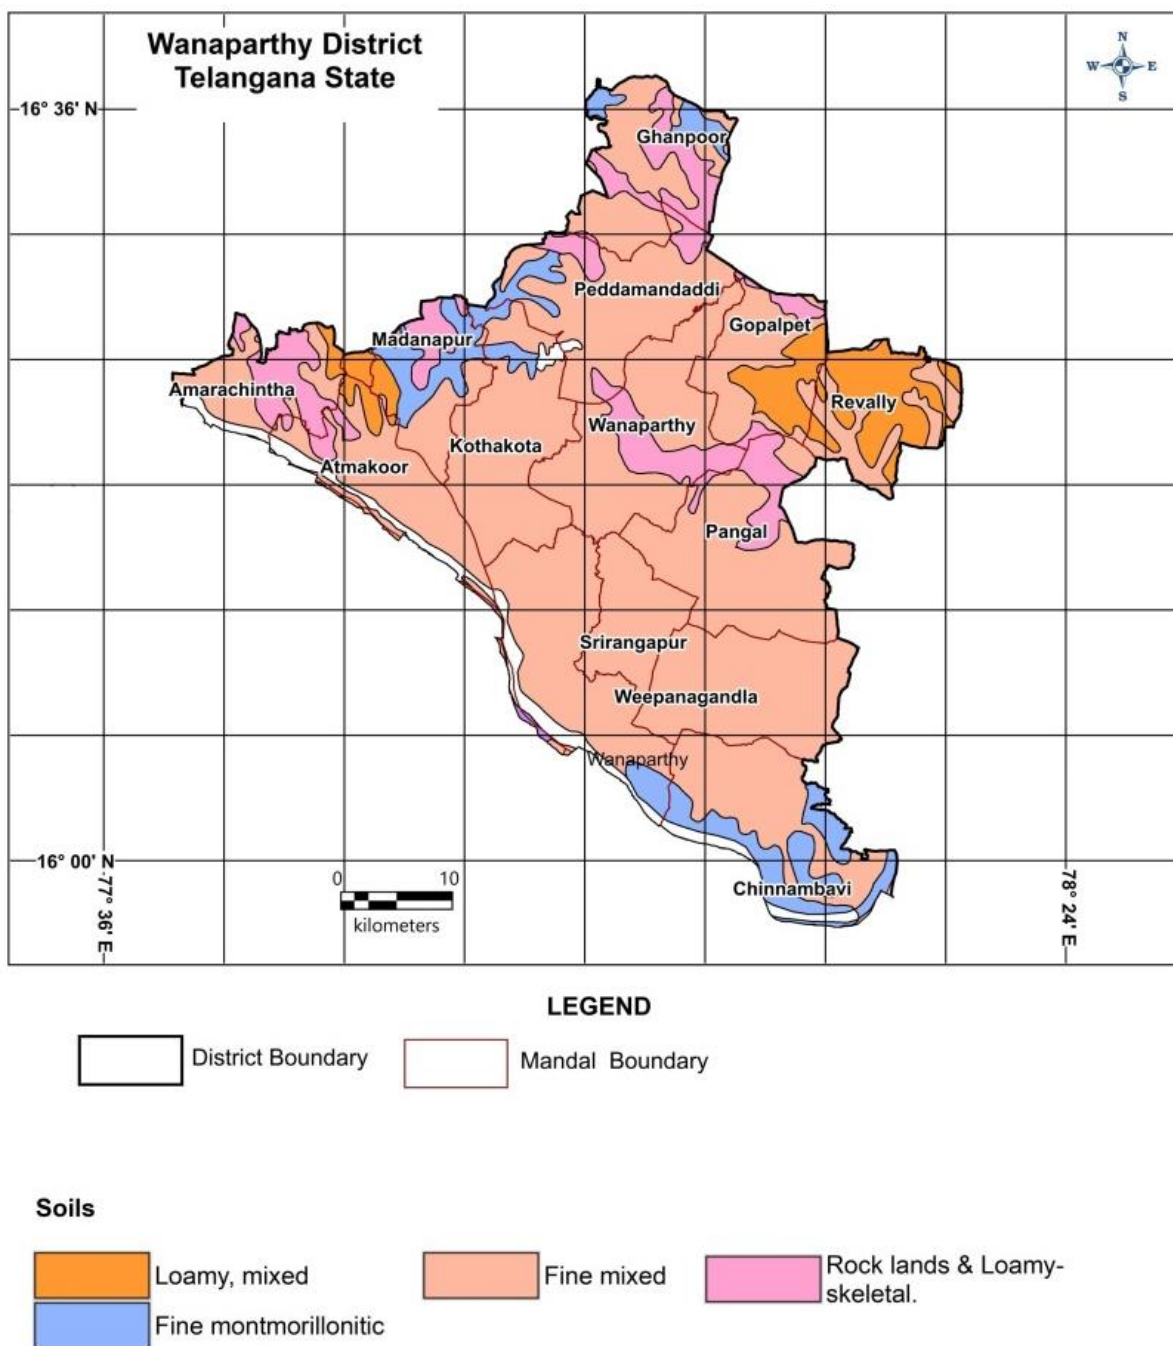 Wanaparthy District
Telangana State
N
W E
S
16° 36' N
Ghanpoor
Peddamandaddi
Gopalpet
Madanapur
Amarachintha
Revally
Wanaparthy
Kothakota
Atmakoor
Pangal
Srirangapur
Weepanagandla
Wanaparthy
16° 00' N
Chinnambavi
0 10
kilometers
77° 36' E
78° 24' E
LEGEND
District Boundary
Mandal Boundary
Soils
Loamy, mixed
Fine mixed
Rock lands & Loamy-
skeletal.
Fine montmorillonitic